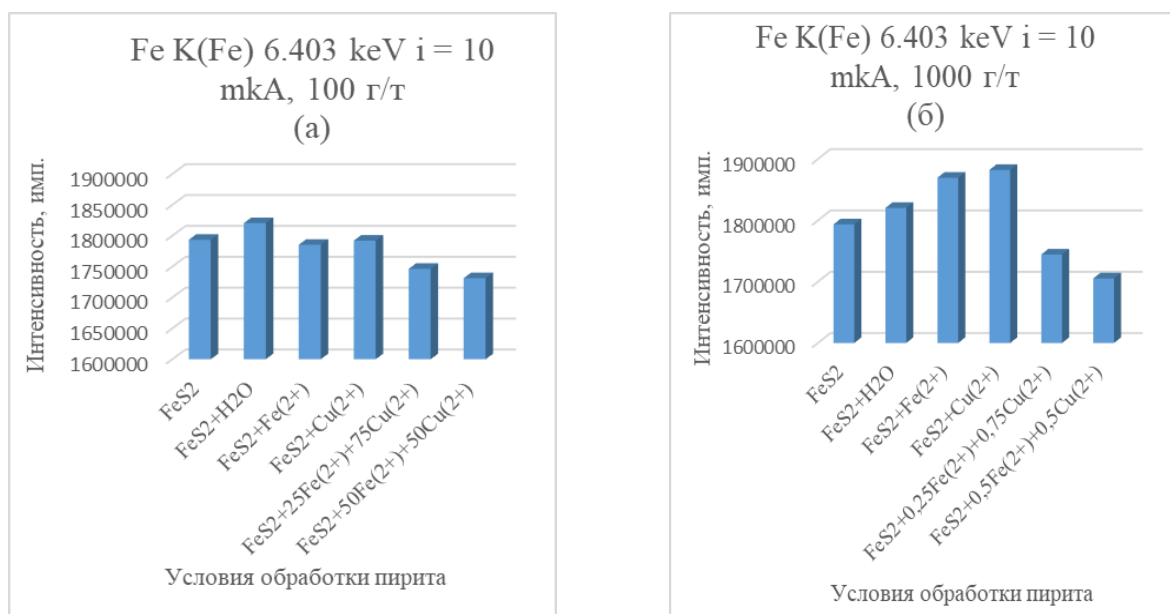 Fe K(Fe) 6.403 keV i = 10
mkA, 100 г/т
(а)
Интенсивность, имп.
1900000
1850000
1800000
1750000
1700000
1650000
1600000
FeS2
FeS2+H2O
FeS2+Fe(2+)
FeS2+Cu(2+)
FeS2+25Fe(2+)+75Cu(2+)
FeS2+50Fe(2+)+50Cu(2+)
Условия обработки пирита
Fe K(Fe) 6.403 keV i = 10
mkA, 1000 г/т
(б)
Интенсивность, имп.
1900000
1800000
1700000
1600000
FeS2
FeS2+H2O
FeS2+Fe(2+)
FeS2+Cu(2+)
FeS2+0,25Fe(2+)+0,75Cu(2+)
FeS2+0,5Fe(2+)+0,5Cu(2+)
Условия обработки пирита